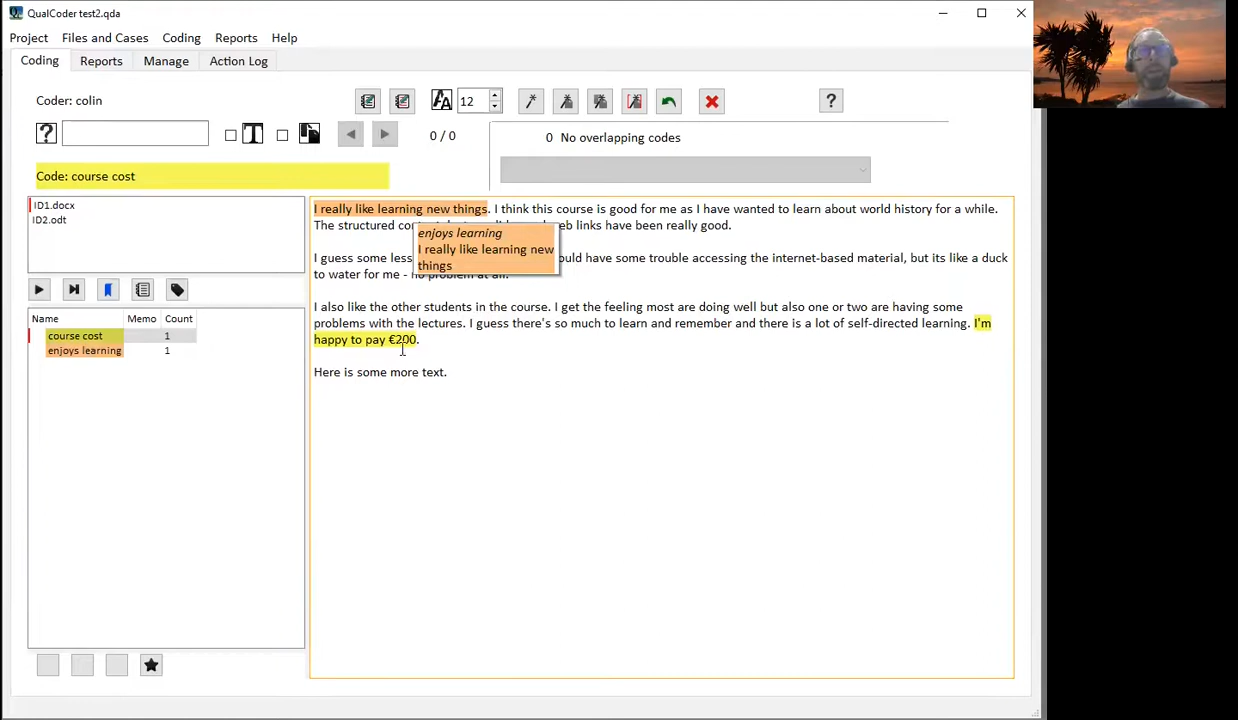 QualCoder test2.qda
Project Files and Cases Coding Reports Help
Coding Reports Manage Action Log
Coder: colin
12
?
? T 0 / 0
0 No overlapping codes
Code: course cost
ID1.docx
ID2.odt
Name Memo Count
course cost 1
enjoys learning 1
I really like learning new things. I think this course is good for me as I have wanted to learn about world history for a while.
The structured links have been really good.
enjoys learning
I really like learning new
things
I guess some less ould have some trouble accessing the internet-based material, but its like a duck
to water for me - no problem at all.
I also like the other students in the course. I get the feeling most are doing well but also one or two are having some
problems with the lectures. I guess there's so much to learn and remember and there is a lot of self-directed learning. I'm
happy to pay €200.
Here is some more text.